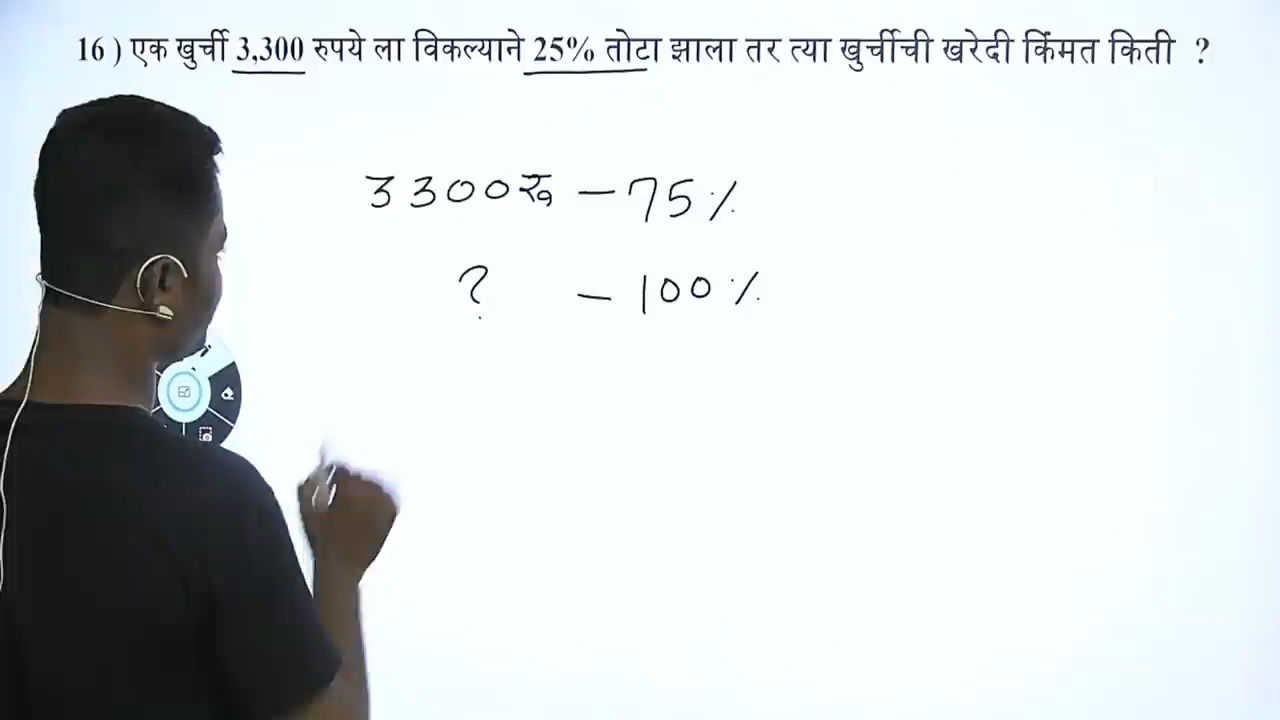 16 ) एक खुर्ची 3,300 रुपये ला विकल्याने 25% तोटा झाला तर त्या खुर्चीची खरेदी किंमत किती ?
3300रु – 75%
? – 100%